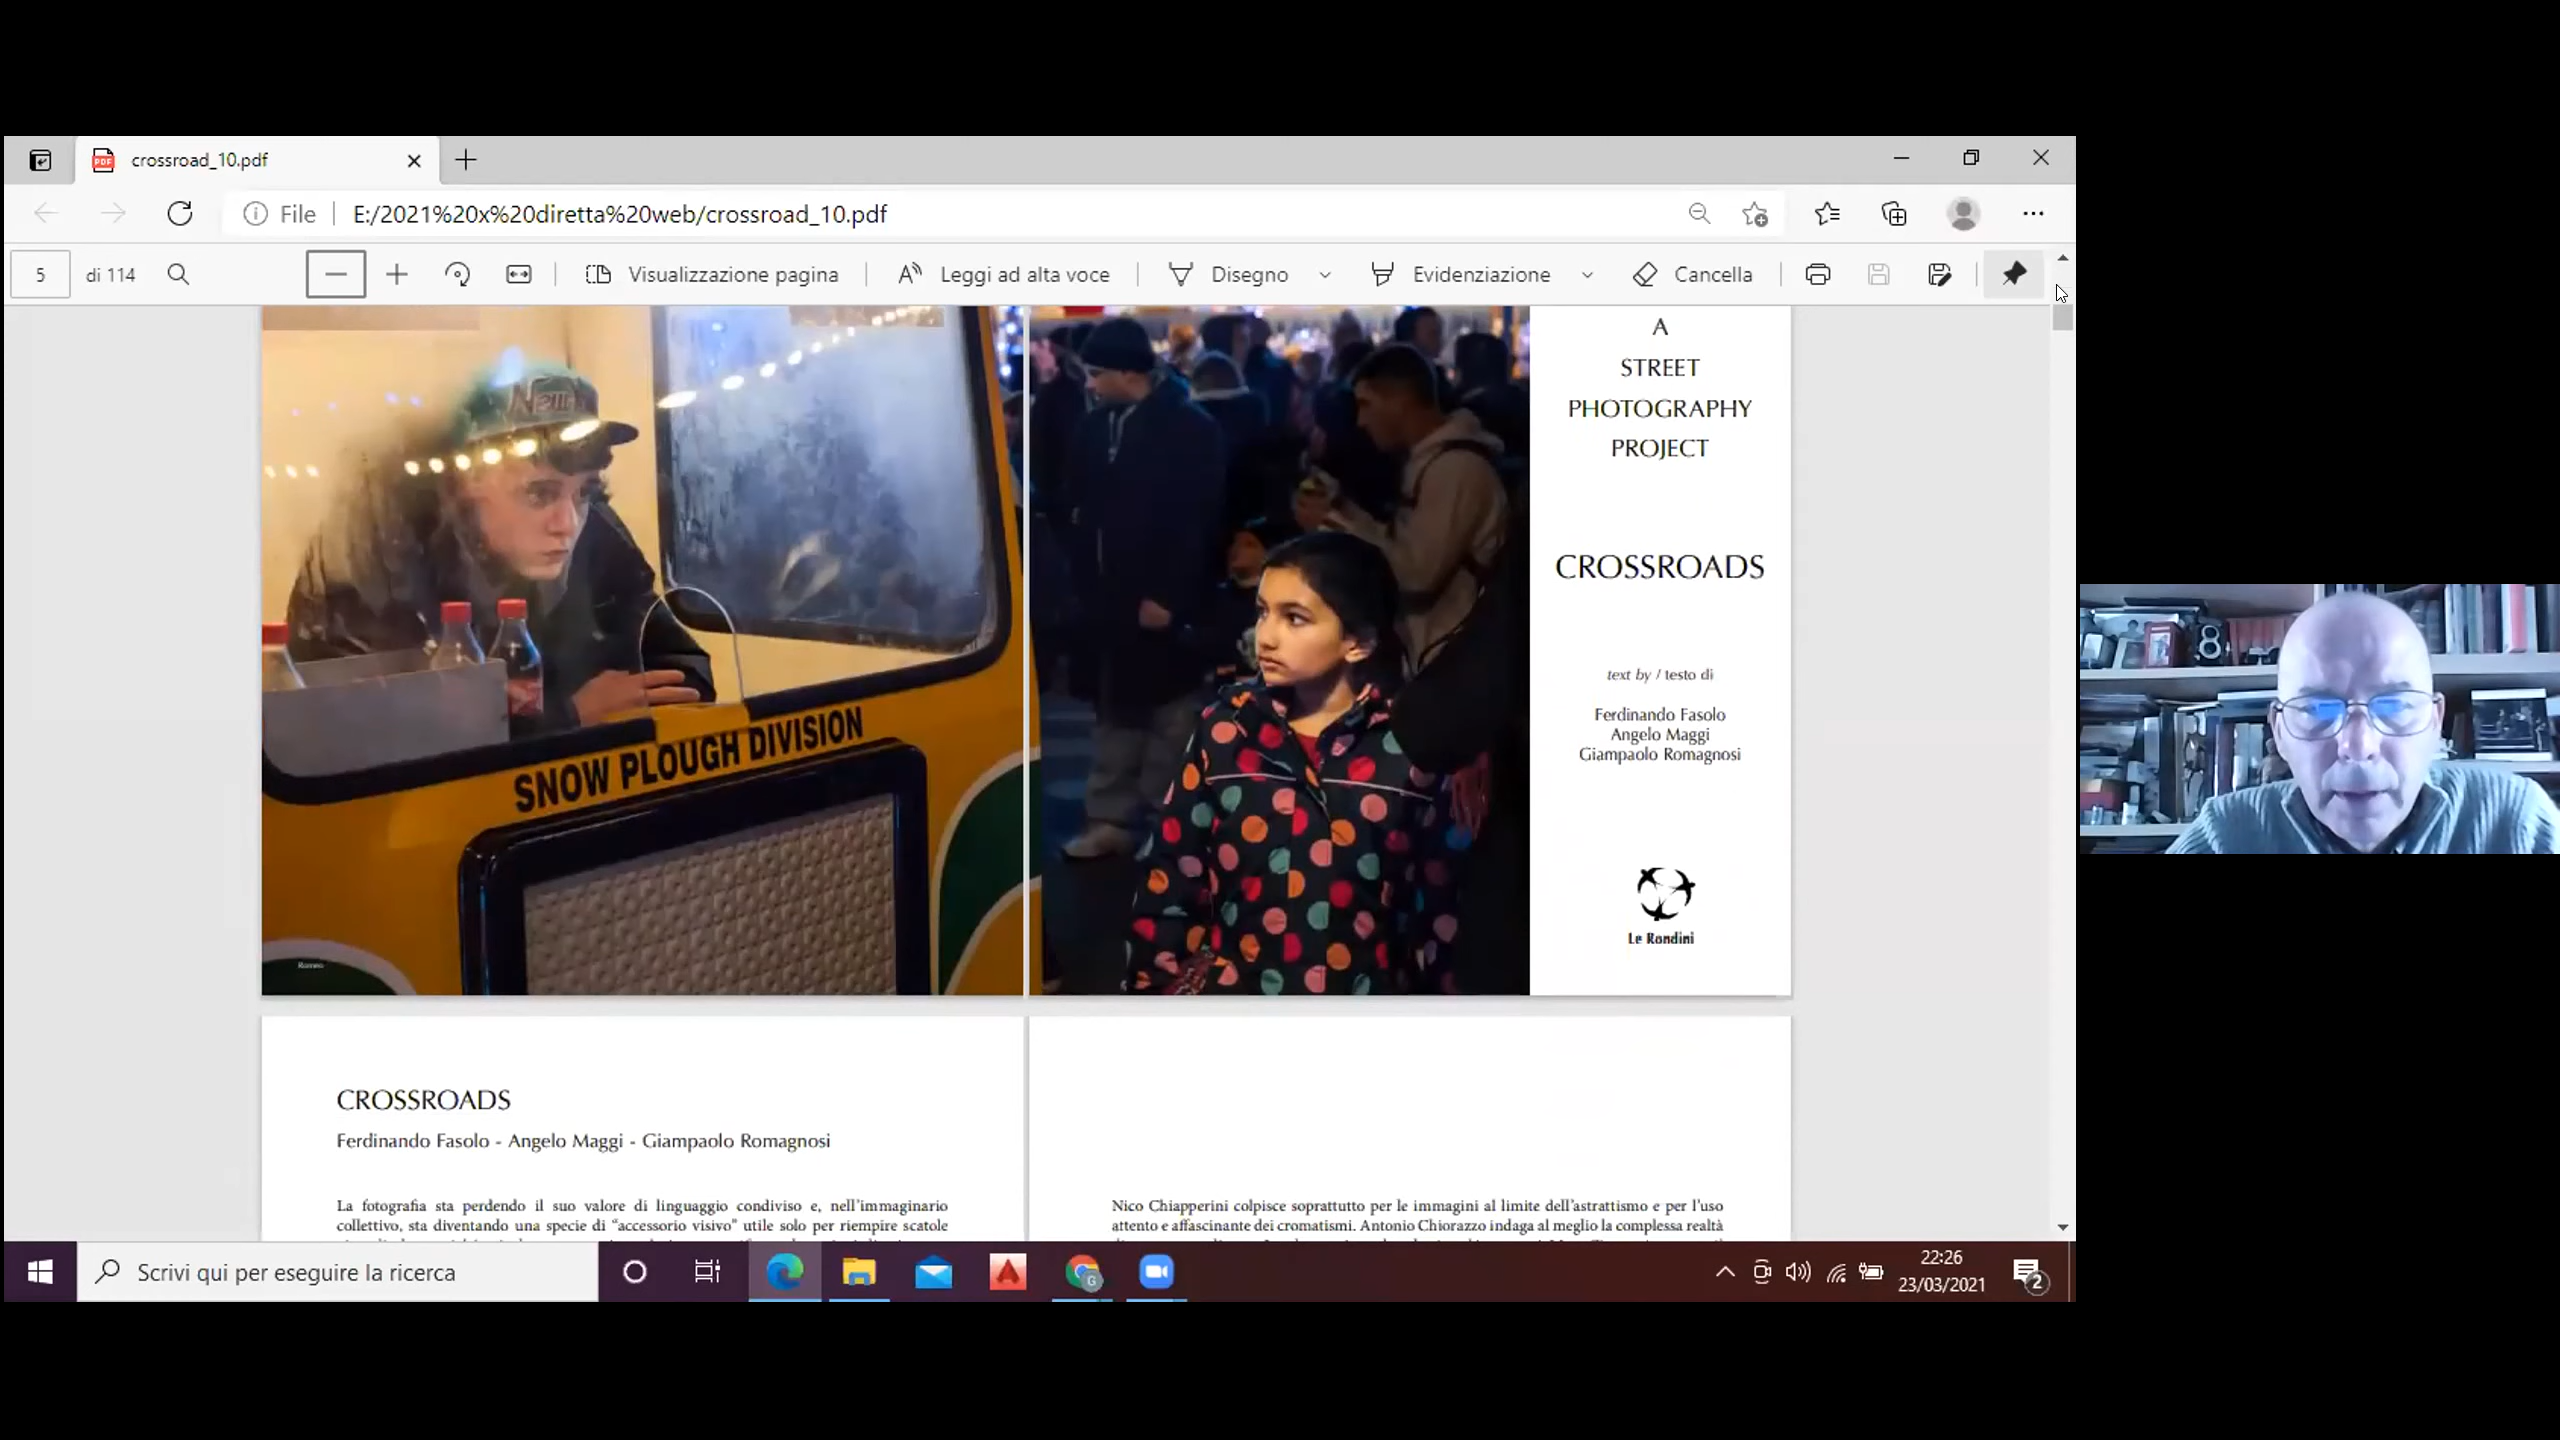 crossroad_10.pdf
File
E:/2021%20x%20diretta%20web/crossroad_10.pdf
5
di 114
Visualizzazione pagina
Leggi ad alta voce
Disegno
Evidenziazione
Cancella
New
SNOW PLOUGH DIVISION
Romeo
A
STREET
PHOTOGRAPHY
PROJECT
CROSSROADS
text by / testo di
Ferdinando Fasolo
Angelo Maggi
Giampaolo Romagnosi
Le Rondini
8
CROSSROADS
Ferdinando Fasolo - Angelo Maggi - Giampaolo Romagnosi
La fotografia sta perdendo il suo valore di linguaggio condiviso e, nell'immaginario
collettivo, sta diventando una specie di "accessorio visivo" utile solo per riempire scatole
Nico Chiapperini colpisce soprattutto per le immagini al limite dell'astrattismo e per l'uso
attento e affascinante dei cromatismi. Antonio Chiorazzo indaga al meglio la complessa realtà
Scrivi qui per eseguire la ricerca
G
22:26
23/03/2021
2